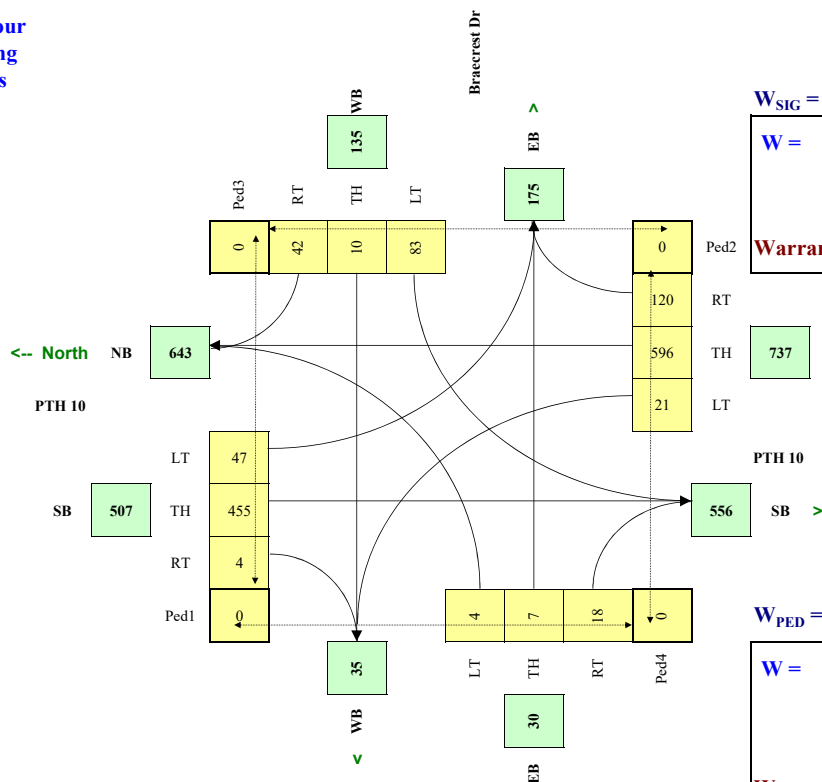 our
ng
s
Braecrest Dr
WB
135
EB
^
175
W_SIG =
W =
Warran
Ped3
RT
TH
LT
0
42
10
83
0
Ped2
120
RT
<-- North
NB
643
596
TH
737
21
LT
PTH 10
LT
47
PTH 10
SB
507
TH
455
556
SB
>
RT
4
Ped1
0
4
7
18
0
W_PED =
35
LT
TH
RT
Ped4
W =
WB
30
v
EB